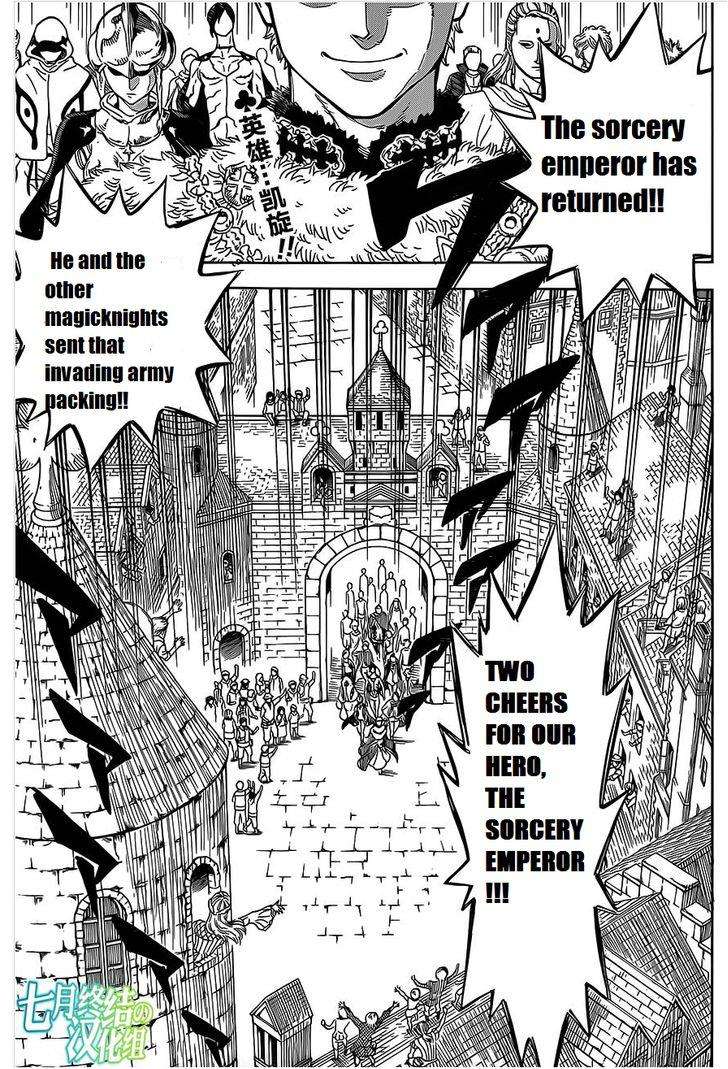 The sorcery
emperor has
returned!!
♣英雄…凱旋!!
He and the
other
magicknights
sent that
invading army
packing!!
TWO
CHEERS
FOR OUR
HERO,
THE
SORCERY
EMPEROR
!!!
七月终结の
汉化组